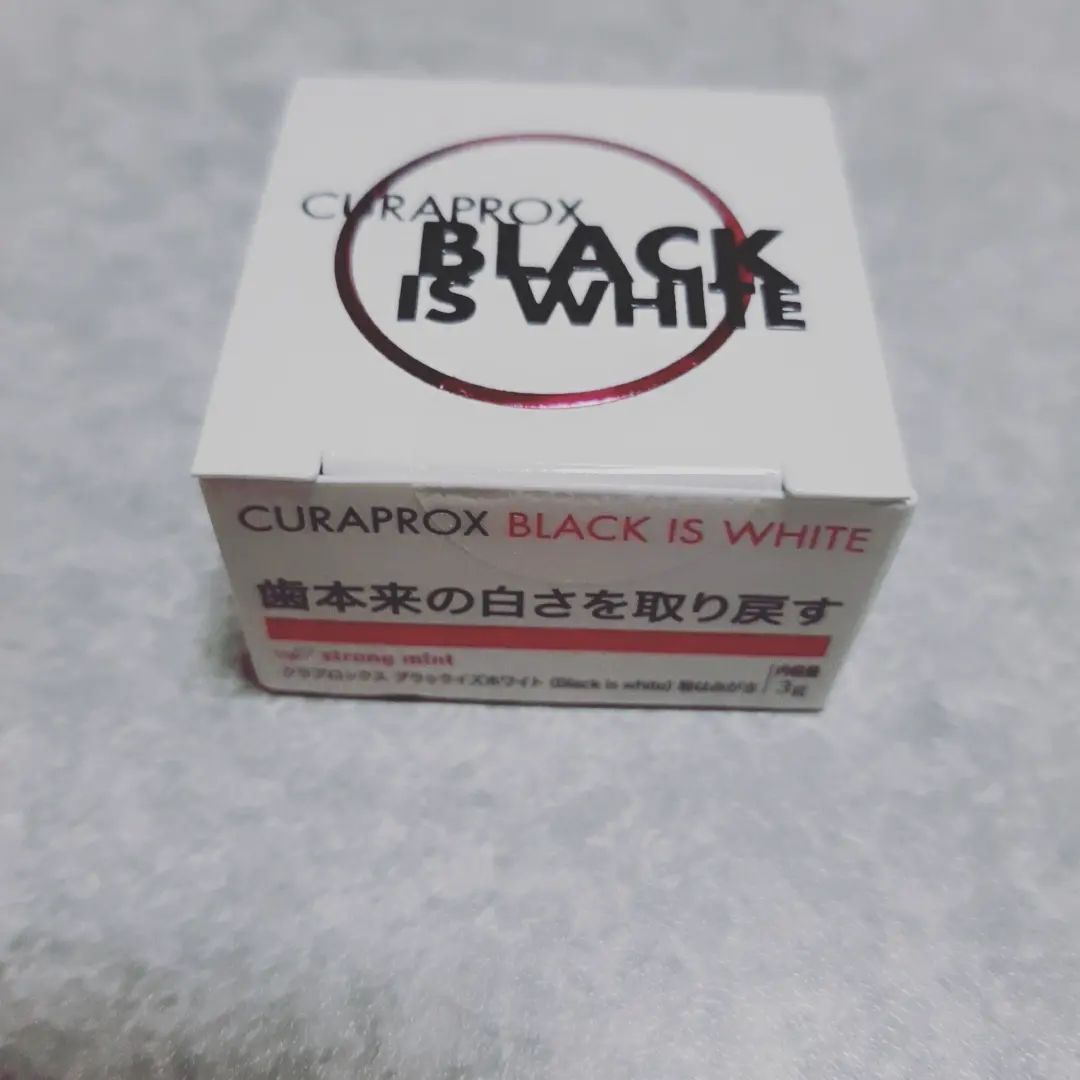 CURAPROX
BLACK
IS WHITE
CURAPROX BLACK IS WHITE
歯本来の白さを取り戻す
strong mint
クラプロックス ブラックイズホワイト (Black is white) 歯みがき
内容量
3g